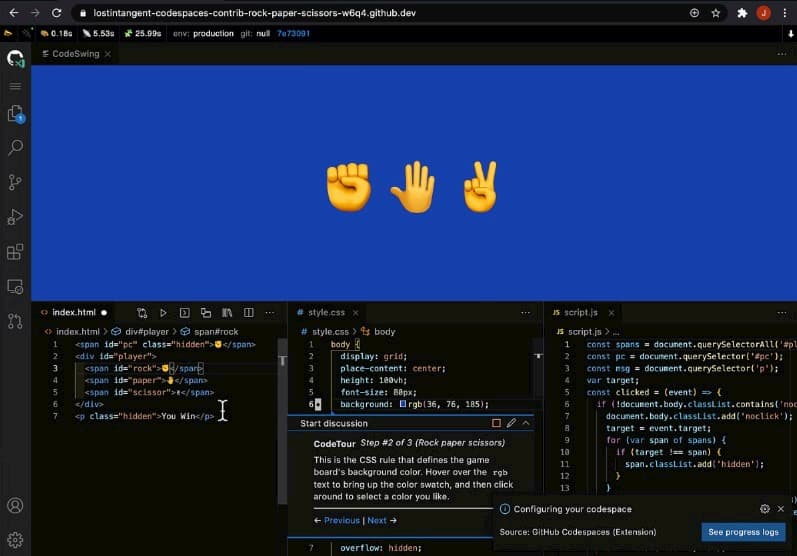 lostintangent-codespaces-contrib-rock-paper-scissors-w6q4.github.dev
J
0.18s 5.53s 25.99s env: production git: null 7e73091
CodeSwing
1
index.html
index.html > div#player > span#rock
1 <span id="pc" class="hidden">✊</span>
2 <div id="player">
3 <span id="rock">✊</span>
4 <span id="paper">🤚</span>
5 <span id="scissor">✌</span>
6 </div>
7 <p class="hidden">You Win</p>
# style.css
# style.css > body
1 body {
2 display: grid;
3 place-content: center;
4 height: 100vh;
5 font-size: 80px;
6 background: rgb(36, 76, 185);
Start discussion
CodeTour Step #2 of 3 (Rock paper scissors)
This is the CSS rule that defines the game
board's background color. Hover over the rgb
text to bring up the color swatch, and then click
around to select a color you like.
← Previous | Next →
7 overflow: hidden;
JS script.js
JS script.js > ...
1 const spans = document.querySelectorAll('#pl
2 const pc = document.querySelector('#pc');
3 const msg = document.querySelector('p');
4 var target;
5 const clicked = (event) => {
6 if (!document.body.classList.contains('noc
7 document.body.classList.add('noclick');
8 target = event.target;
9 for (var span of spans) {
10 if (target !== span) {
11 span.classList.add('hidden');
12 }
13 }
Configuring your codespace
Source: GitHub Codespaces (Extension)
See progress logs